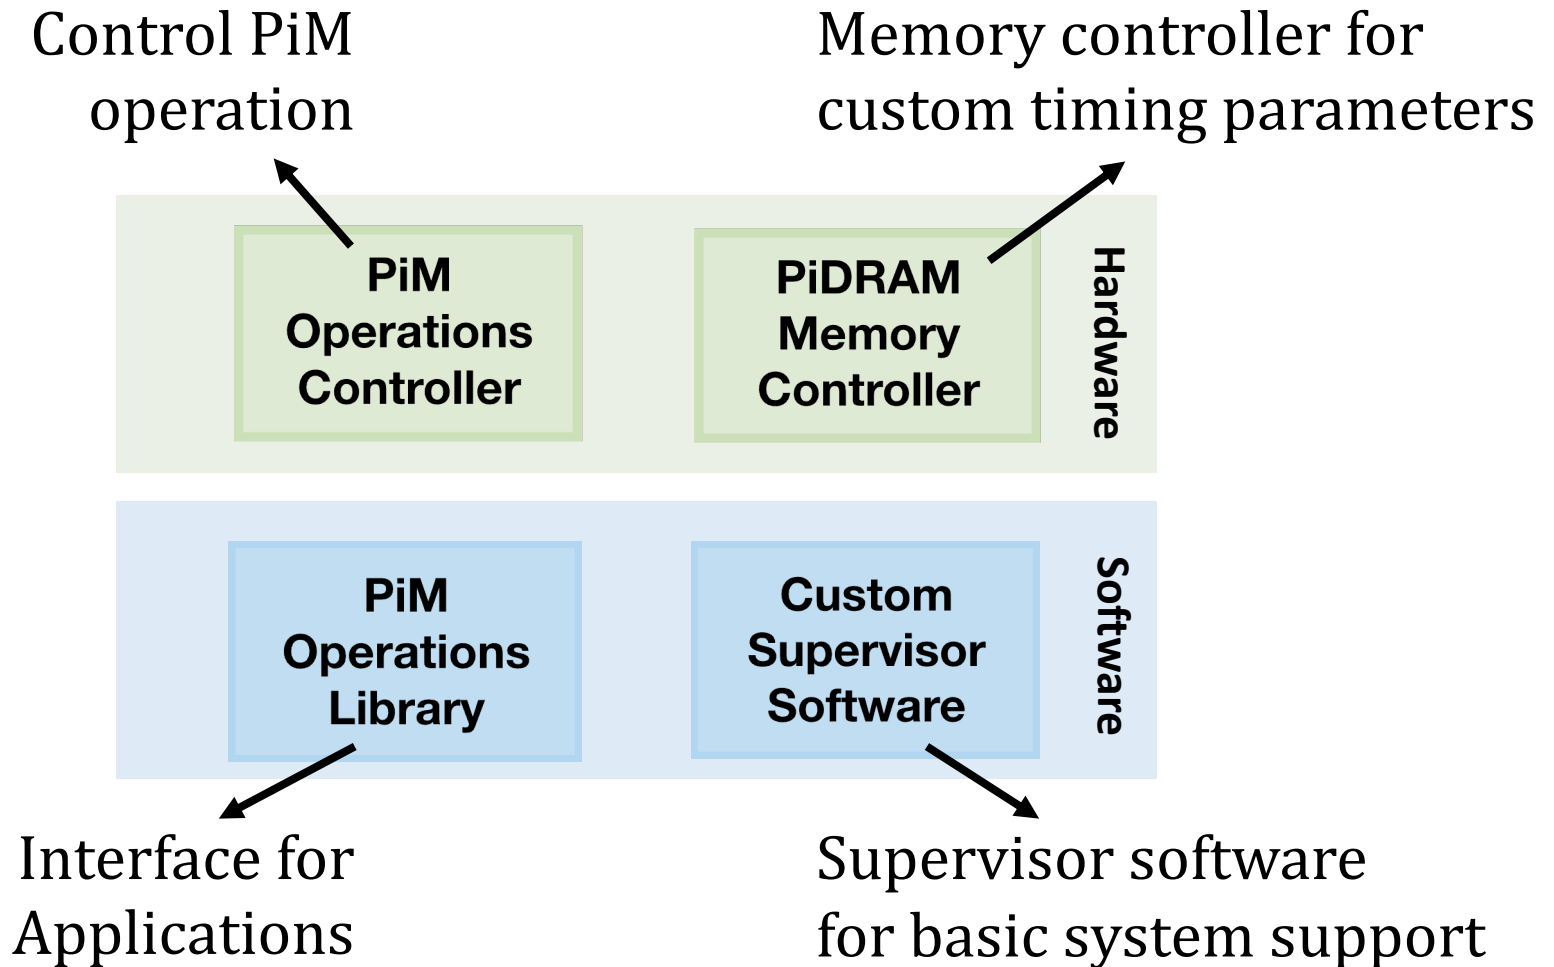 Control PiM
operation
Memory controller for
custom timing parameters
PiM
Operations
Controller
PiDRAM
Memory
Controller
Hardware
PiM
Operations
Library
Custom
Supervisor
Software
Software
Interface for
Applications
Supervisor software
for basic system support